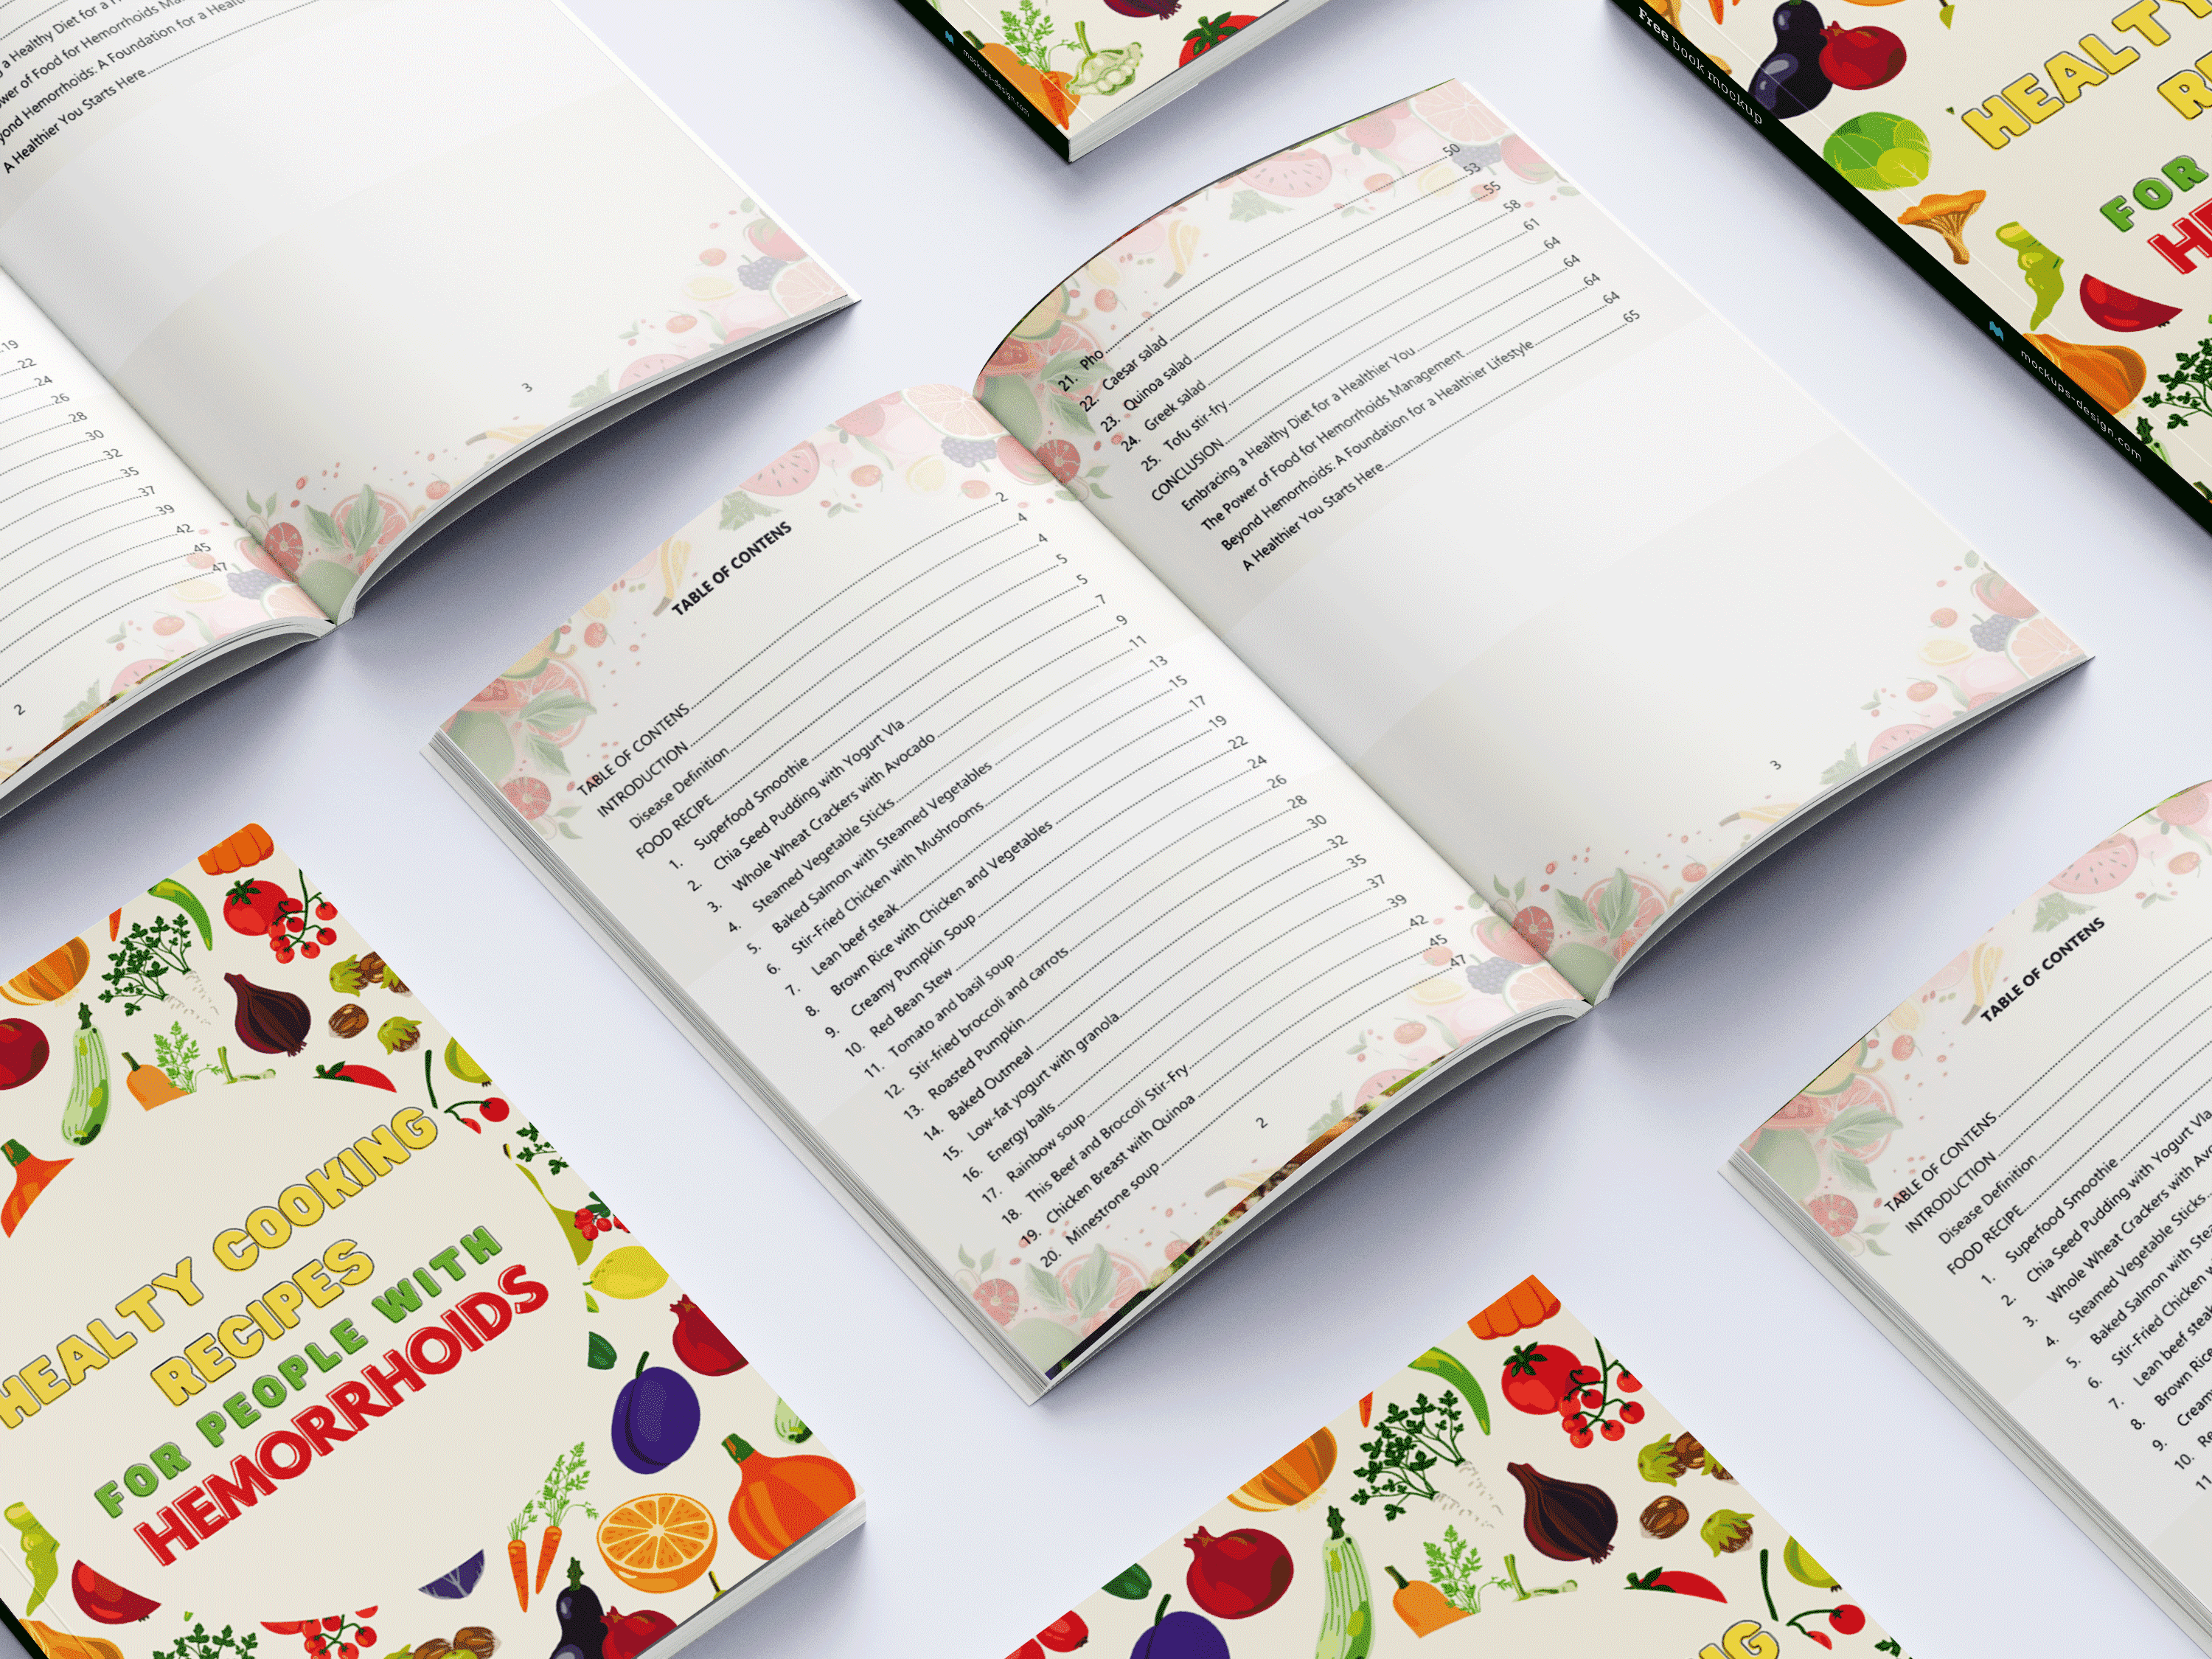 g a Healthy Diet for a H
wer of Food for Hemorrhoids Ma
yond Hemorrhoids: A Foundation for a Healt
A Healthier You Starts Here
3
19
22
24
26
28
30
32
35
37
39
42
45
47
2
mockups-design.com
Free book mockup
mockups-design.com
HEALTY
FOR
TABLE OF CONTENS
TABLE OF CONTENS 2
INTRODUCTION 4
Disease Definition 4
FOOD RECIPE 5
1. Superfood Smoothie 5
2. Chia Seed Pudding with Yogurt Vla 7
3. Whole Wheat Crackers with Avocado 9
4. Steamed Vegetable Sticks 11
5. Baked Salmon with Steamed Vegetables 13
6. Stir-Fried Chicken with Mushrooms 15
7. Lean beef steak 17
8. Brown Rice with Chicken and Vegetables 19
9. Creamy Pumpkin Soup 22
10. Red Bean Stew 24
11. Tomato and basil soup 26
12. Stir-fried broccoli and carrots 28
13. Roasted Pumpkin 30
14. Baked Outmeal 32
15. Low-fat yogurt with granola 35
16. Energy balls 37
17. Rainbow soup 39
18. This Beef and Broccoli Stir-Fry 42
19. Chicken Breast with Quinoa 45
20. Minestrone soup 47
2
21. Pho 50
22. Caesar salad 53
23. Quinoa salad 55
24. Greek salad 58
25. Tofu stir-fry 61
CONCLUSION 64
Embracing a Healthy Diet for a Healthier You 64
The Power of Food for Hemorrhoids Management 64
Beyond Hemorrhoids: A Foundation for a Healthier Lifestyle 64
A Healthier You Starts Here 65
3
HEALTY COOKING
RECIPES
FOR PEOPLE WITH
HEMORRHOIDS
NG
TABLE OF CONTENS
TABLE OF CONTENS
INTRODUCTION
Disease Definition
FOOD RECIPE
1. Superfood Smoothie
2. Chia Seed Pudding with Yogurt Vla
3. Whole Wheat Crackers with Avo
4. Steamed Vegetable Sticks
5. Baked Salmon with Stea
6. Stir-Fried Chicken w
7. Lean beef steak
8. Brown Rice
9. Cream
10. Re
11